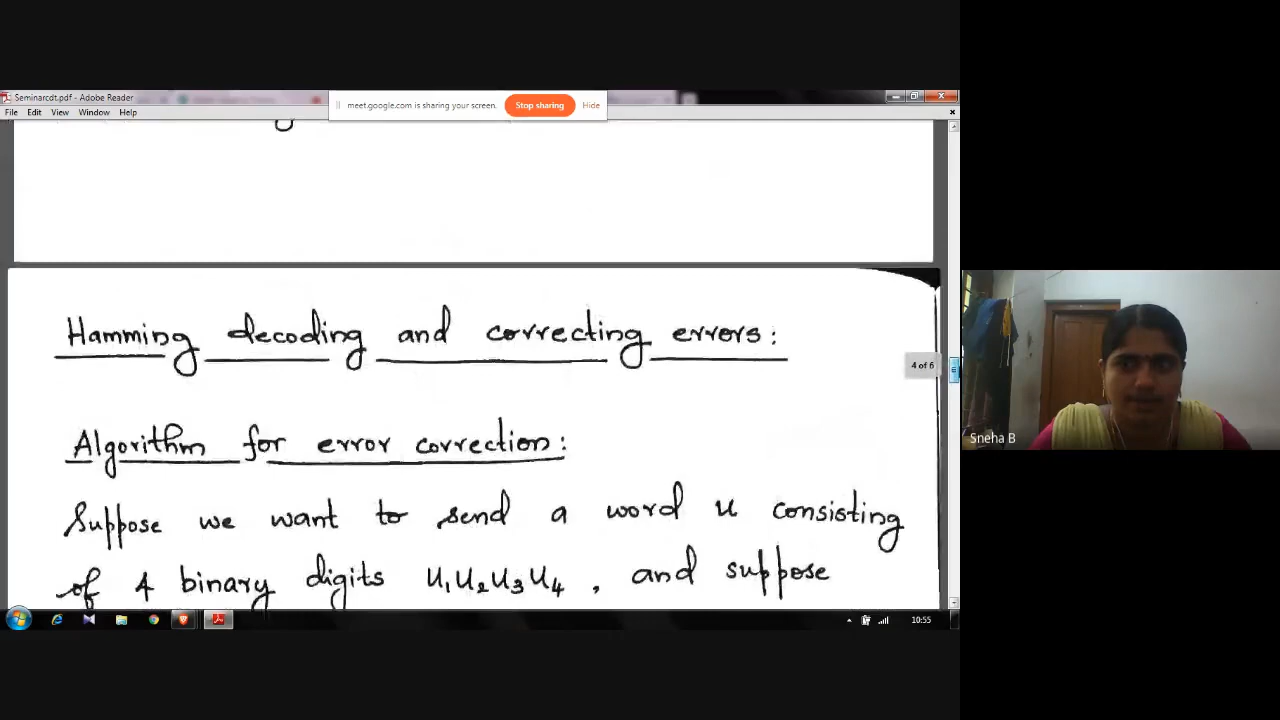 Seminarcdt.pdf - Adobe Reader
meet.google.com is sharing your screen. Stop sharing Hide
File Edit View Window Help
Hamming decoding and correcting errors:
4 of 6
Algorithm for error correction:
Suppose we want to send a word u consisting
of 4 binary digits u₁u₂u₃u₄ , and suppose
Sneha B
10:55